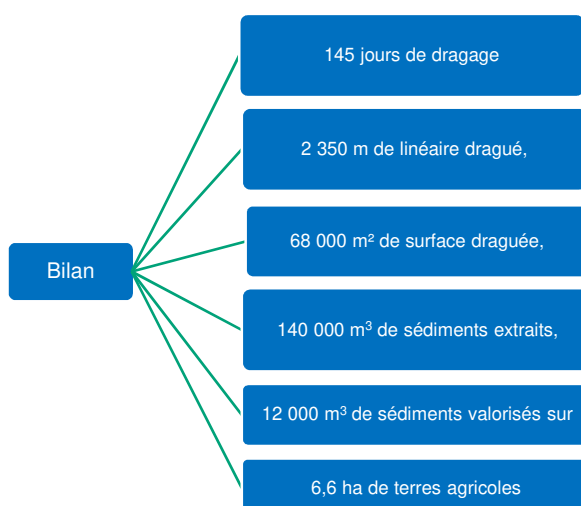 145 jours de dragage
2 350 m de linéaire dragué,
68 000 m² de surface draguée,
Bilan
140 000 m³ de sédiments extraits,
12 000 m³ de sédiments valorisés sur
6,6 ha de terres agricoles